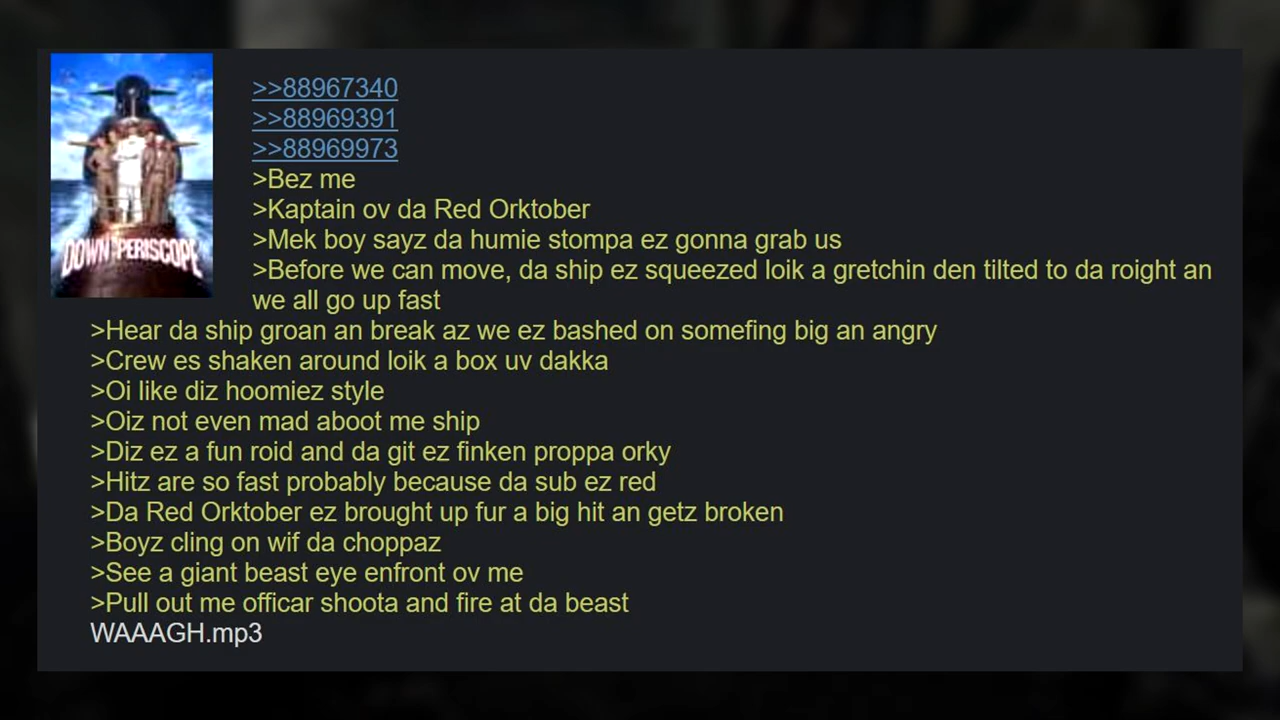 DOWN PERISCOPE
>>88967340
>>88969391
>>88969973
>Bez me
>Kaptain ov da Red Orktober
>Mek boy sayz da humie stompa ez gonna grab us
>Before we can move, da ship ez squeezed loik a gretchin den tilted to da roight an
we all go up fast
>Hear da ship groan an break az we ez bashed on somefing big an angry
>Crew es shaken around loik a box uv dakka
>Oi like diz hoomiez style
>Oiz not even mad aboot me ship
>Diz ez a fun roid and da git ez finken proppa orky
>Hitz are so fast probably because da sub ez red
>Da Red Orktober ez brought up fur a big hit an getz broken
>Boyz cling on wif da choppaz
>See a giant beast eye enfront ov me
>Pull out me officar shoota and fire at da beast
WAAAGH.mp3